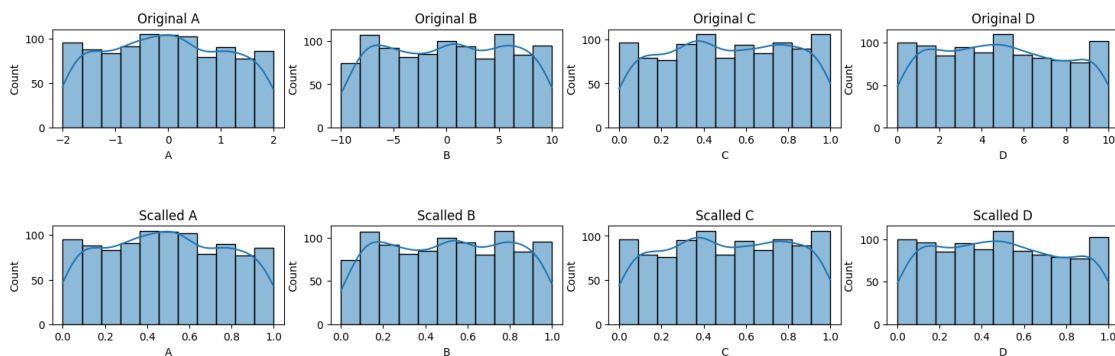 Original A
Original B
Original C
Original D
100
50
0
Count
−2 −1 0 1 2
A
100
50
0
Count
−10 −5 0 5 10
B
100
50
0
Count
0.0 0.2 0.4 0.6 0.8 1.0
C
100
50
0
Count
0 2 4 6 8 10
D
Scalled A
Scalled B
Scalled C
Scalled D
100
50
0
Count
0.0 0.2 0.4 0.6 0.8 1.0
A
100
50
0
Count
0.0 0.2 0.4 0.6 0.8 1.0
B
100
50
0
Count
0.0 0.2 0.4 0.6 0.8 1.0
C
100
50
0
Count
0.0 0.2 0.4 0.6 0.8 1.0
D